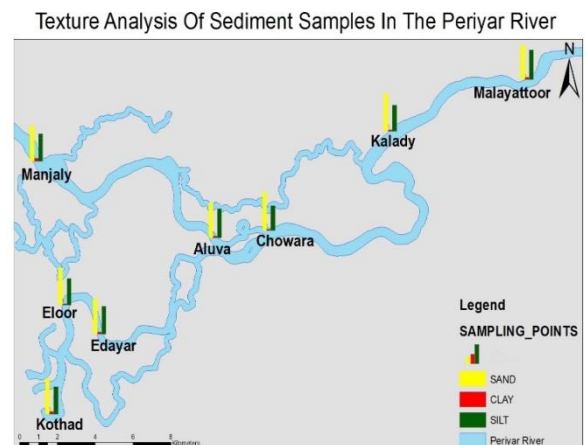 Texture Analysis Of Sediment Samples In The Periyar River
N
Malayattoor
Kalady
Manjaly
Aluva
Chowara
Eloor
Edayar
Kothad
Legend
SAMPLING_POINTS
SAND
CLAY
SILT
Periyar River
0 1 2 4 6 8
Kilometers